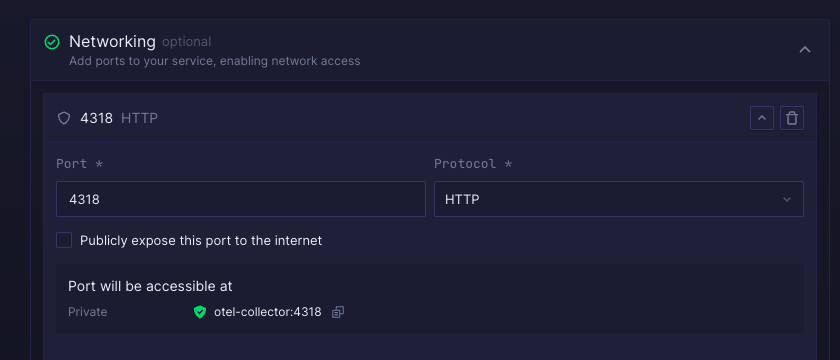 Networking optional
Add ports to your service, enabling network access
4318 HTTP
Port * Protocol *
4318 HTTP
Publicly expose this port to the internet
Port will be accessible at
Private otel-collector:4318